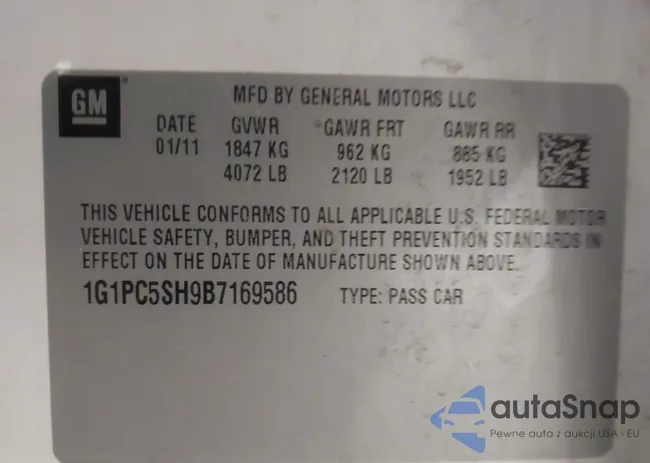 GM
MFD BY GENERAL MOTORS LLC
DATE GVWR GAWR FRT GAWR RR
01/11 1847 KG 962 KG 885 KG
4072 LB 2120 LB 1952 LB
THIS VEHICLE CONFORMS TO ALL APPLICABLE U.S. FEDERAL MOTOR
VEHICLE SAFETY, BUMPER, AND THEFT PREVENTION STANDARDS IN
EFFECT ON THE DATE OF MANUFACTURE SHOWN ABOVE.
1G1PC5SH9B7169586 TYPE: PASS CAR
autaSnap
Pewne auta z aukcji USA i EU